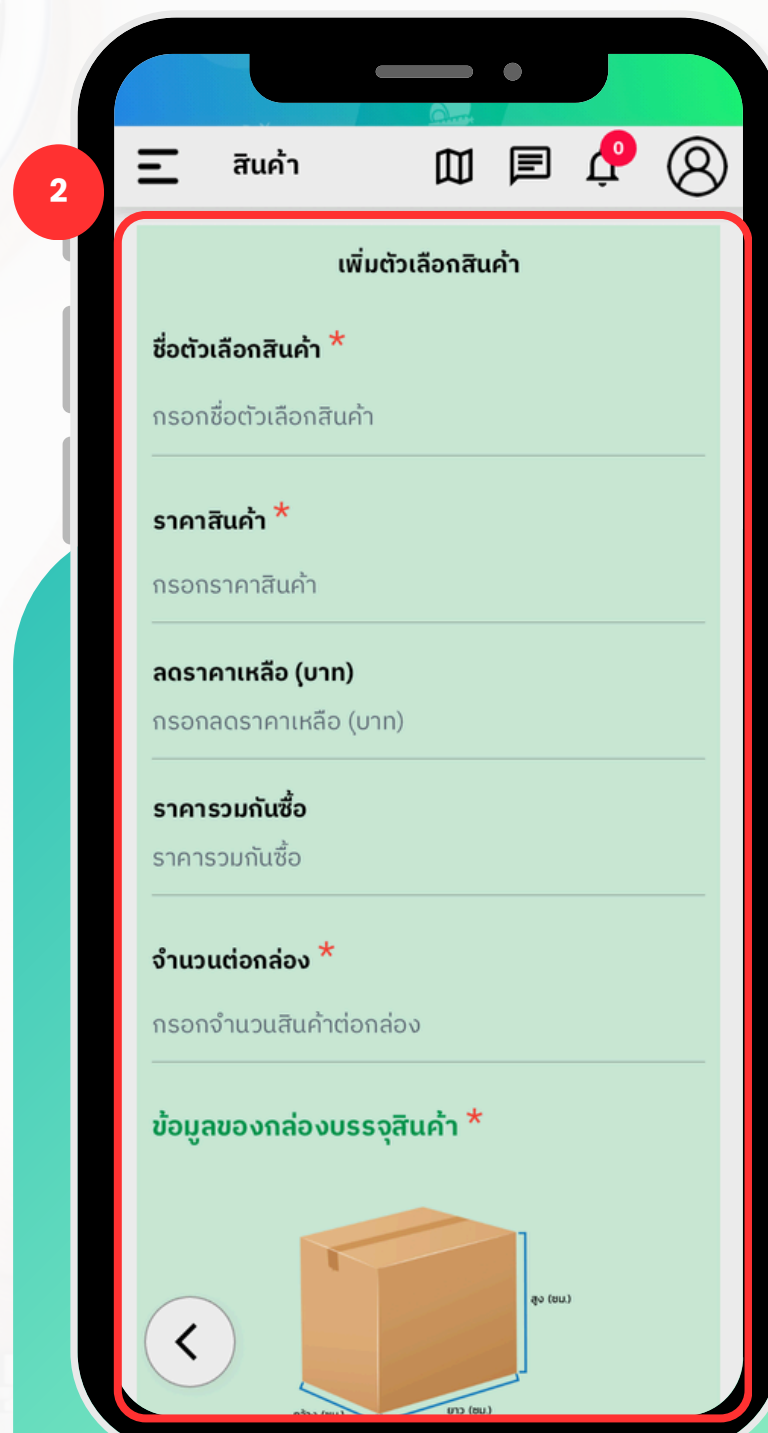 สินค้า
0
2
เพิ่มตัวเลือกสินค้า
ชื่อตัวเลือกสินค้า *
กรอกชื่อตัวเลือกสินค้า
ราคาสินค้า *
กรอกราคาสินค้า
ลดราคาเหลือ (บาท)
กรอกลดราคาเหลือ (บาท)
ราคารวมกันซื้อ
ราคารวมกันซื้อ
จำนวนต่อกล่อง *
กรอกจำนวนสินค้าต่อกล่อง
ข้อมูลของกล่องบรรจุสินค้า *
สูง (ซม.)
ยาว (ซม.)